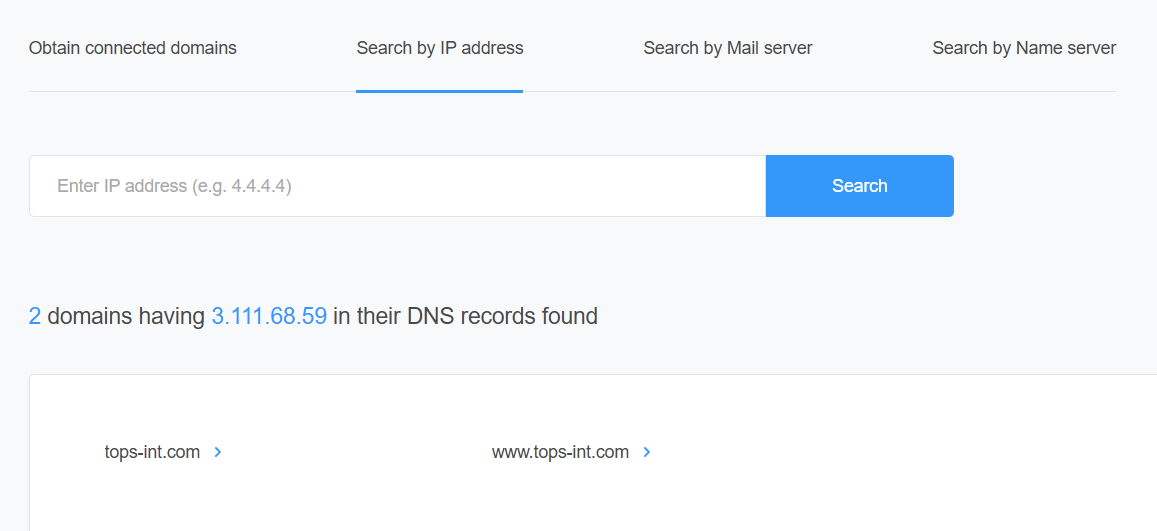 Obtain connected domains Search by IP address Search by Mail server Search by Name server
Enter IP address (e.g. 4.4.4.4) Search
2 domains having 3.111.68.59 in their DNS records found
tops-int.com www.tops-int.com